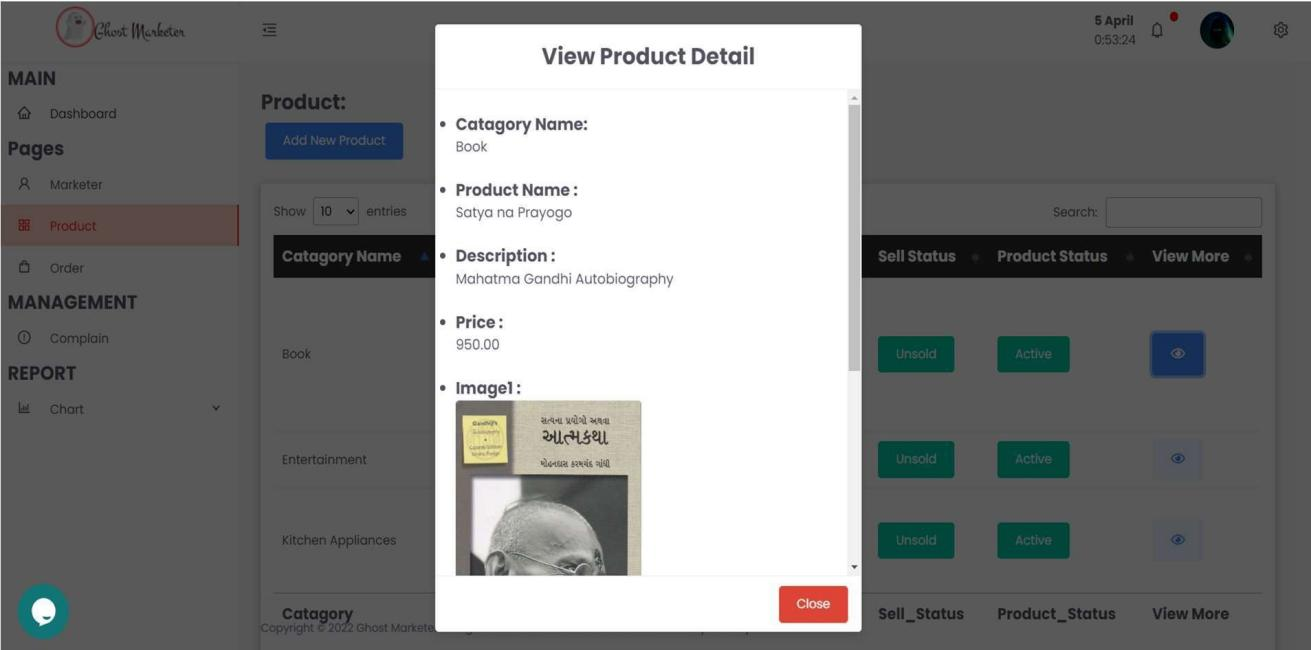 Ghost Marketer
5 April
0:53:24
MAIN
Dashboard
Pages
Marketer
Product
Order
MANAGEMENT
Complain
REPORT
Chart
Product:
Add New Product
Show 10 entries
Search:
Catagory Name
Sell Status
Product Status
View More
Book
Unsold
Active
Entertainment
Unsold
Active
Kitchen Appliances
Unsold
Active
Catagory
Sell_Status
Product_Status
View More
Copyright © 2022 Ghost Markete
View Product Detail
Catagory Name:
Book
Product Name :
Satya na Prayogo
Description :
Mahatma Gandhi Autobiography
Price :
950.00
Image1 :
સત્યના પ્રયોગો અથવા
આત્મકથા
મોહનદાસ કરમચંદ ગાંધી
Close